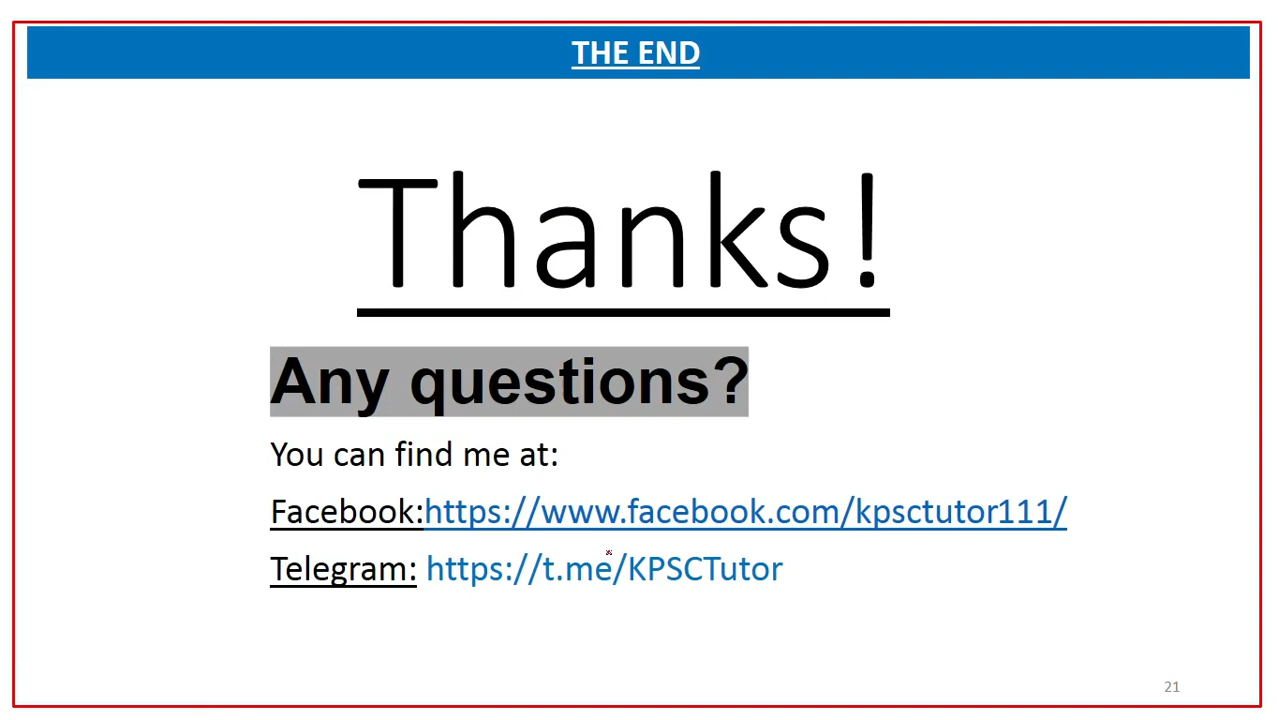 THE END
Thanks!
Any questions?
You can find me at:
Facebook:https://www.facebook.com/kpsctutor111/
Telegram: https://t.me/KPSCTutor
21